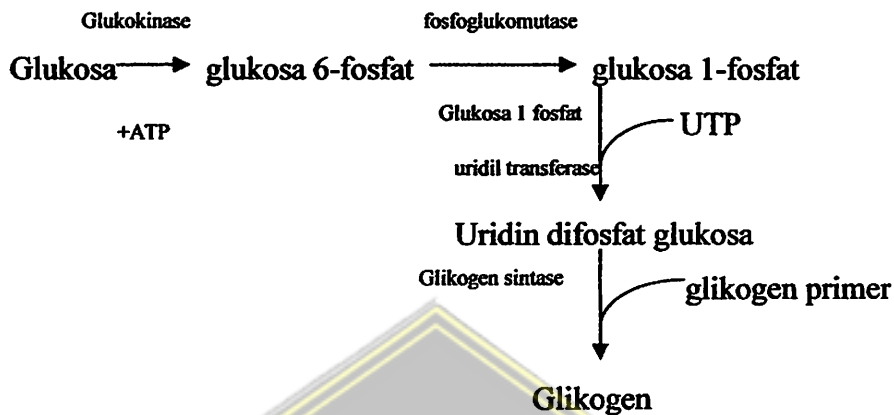 Glukokinase fosfoglukomutase
Glukosa glukosa 6-fosfat glukosa 1-fosfat
+ATP Glukosa 1 fosfat UTP
uridil transferase
Uridin difosfat glukosa
Glikogen sintase glikogen primer
Glikogen